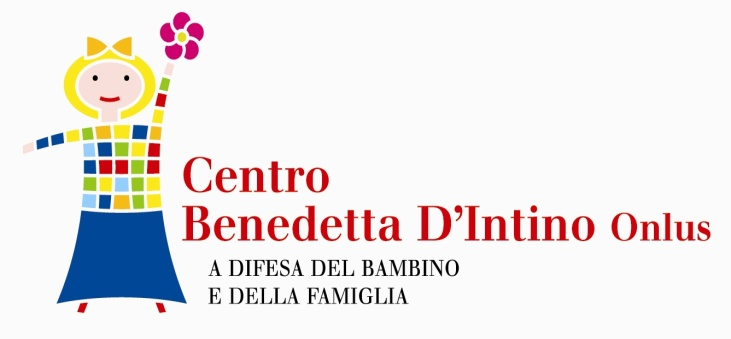 Centro
Benedetta D'Intino Onlus
A DIFESA DEL BAMBINO
E DELLA FAMIGLIA